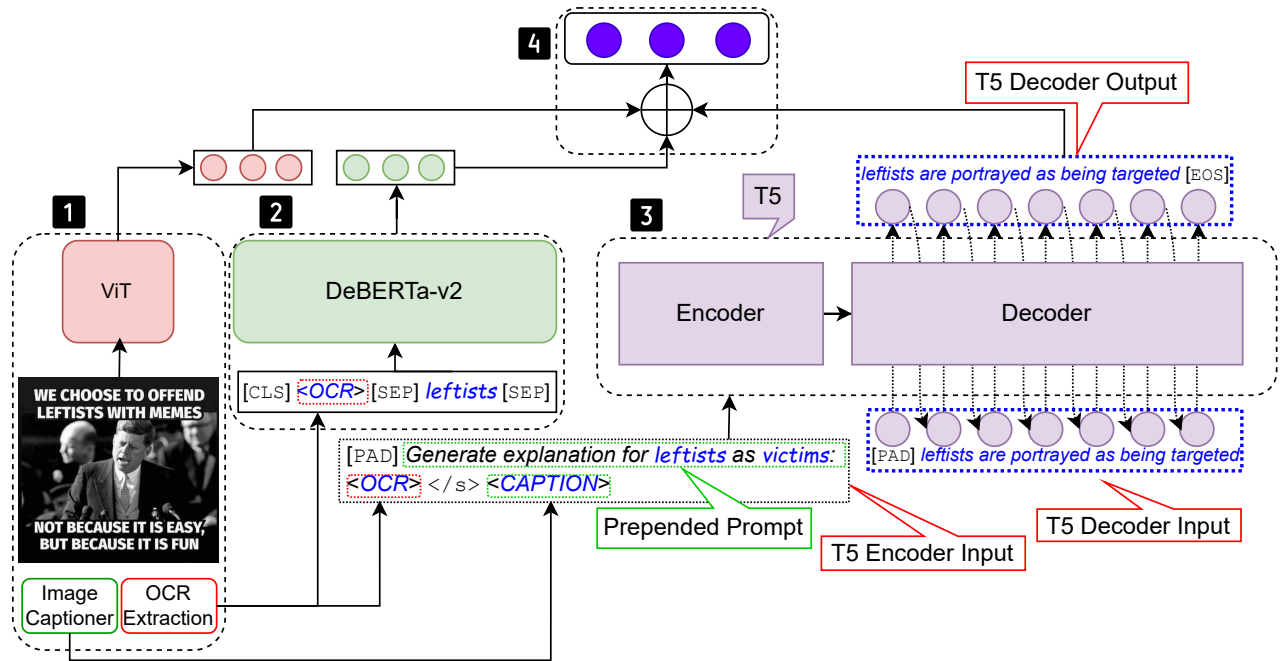 4
T5 Decoder Output
leftists are portrayed as being targeted [EOS]
1
2
T5
3
ViT
DeBERTa-v2
Encoder
Decoder
[CLS] <OCR> [SEP] leftists [SEP]
WE CHOOSE TO OFFEND
LEFTISTS WITH MEMES
NOT BECAUSE IT IS EASY,
BUT BECAUSE IT IS FUN
[PAD] leftists are portrayed as being targeted
[PAD] Generate explanation for leftists as victims:
<OCR> </s> <CAPTION>
Prepended Prompt
T5 Encoder Input
T5 Decoder Input
Image
Captioner
OCR
Extraction